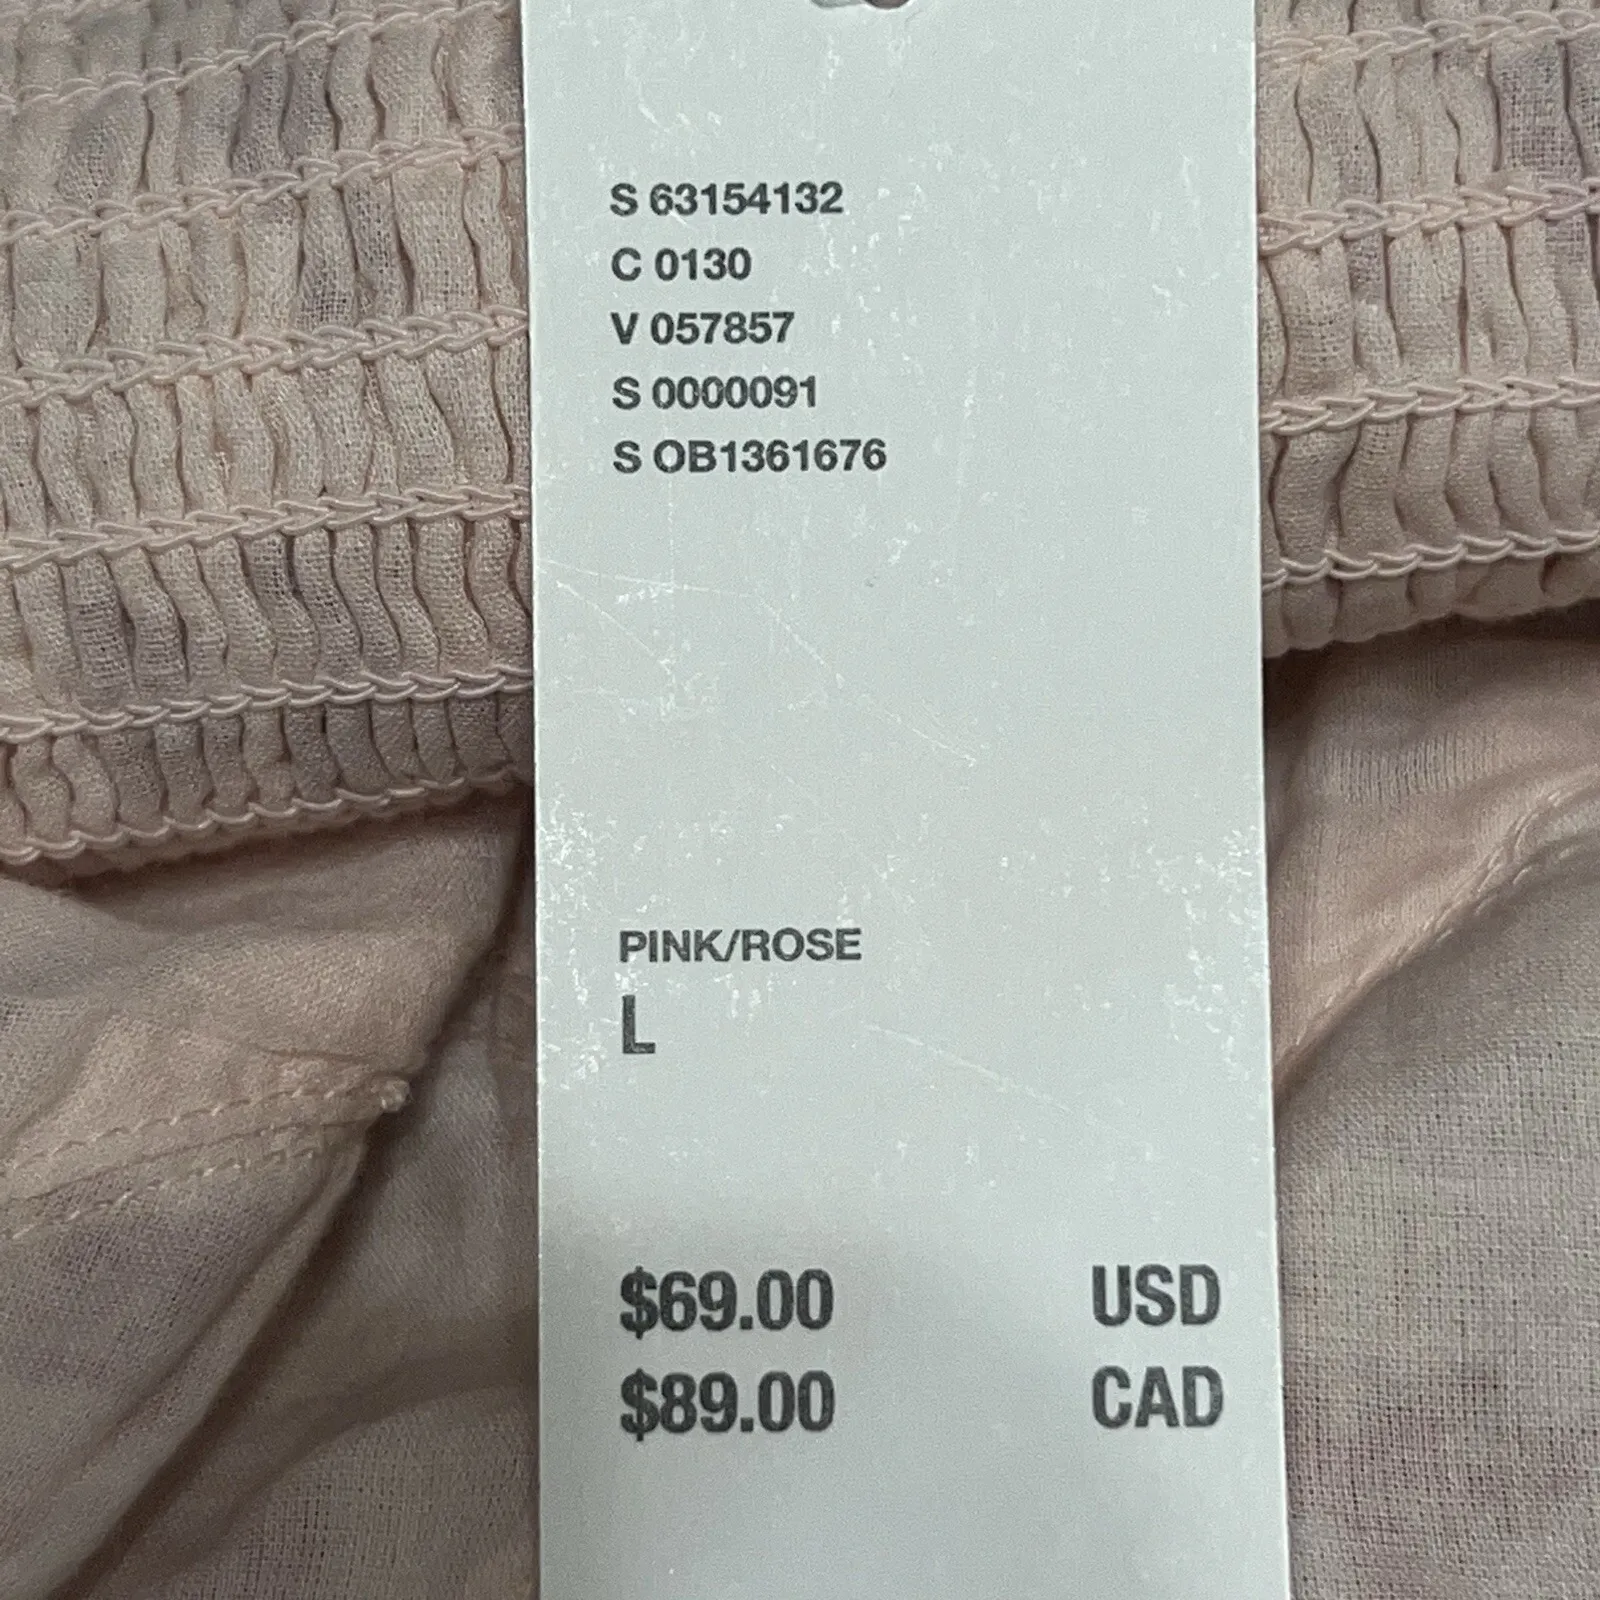 S 63154132
C 0130
V 057857
S 0000091
S OB1361676
PINK/ROSE
L
$69.00 USD
$89.00 CAD